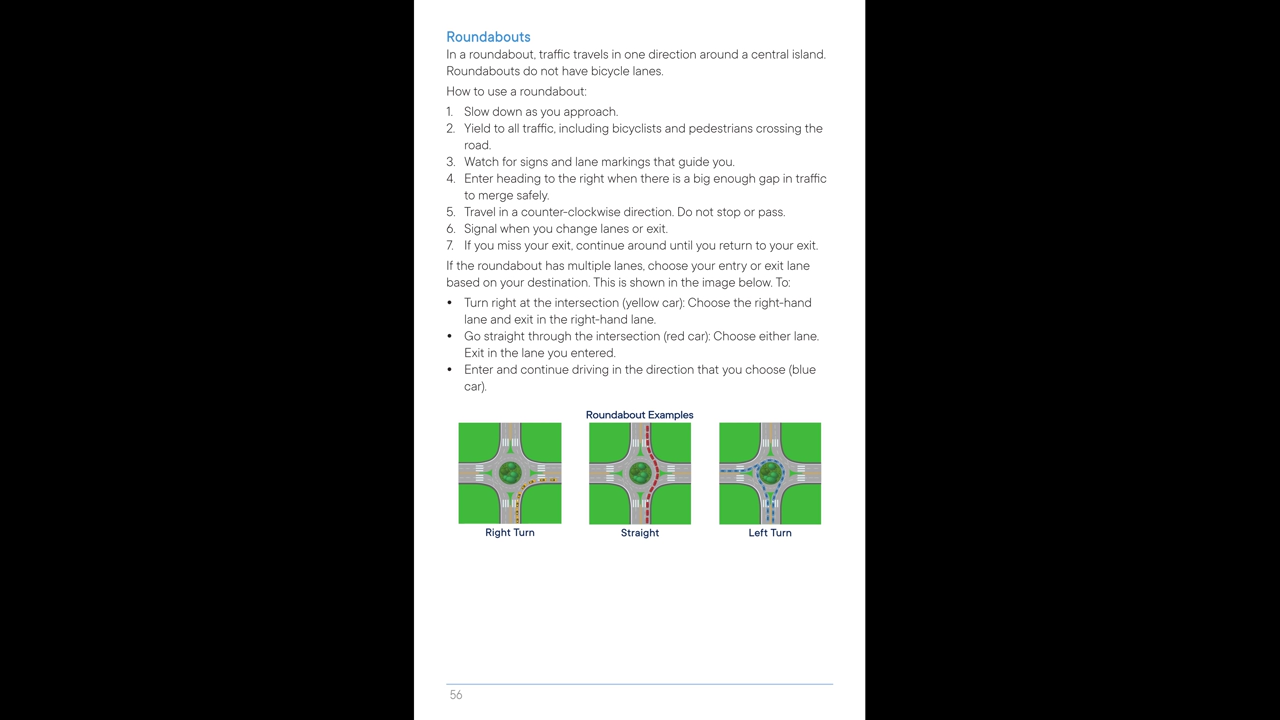 Roundabouts
In a roundabout, traffic travels in one direction around a central island.
Roundabouts do not have bicycle lanes.
How to use a roundabout:
1. Slow down as you approach.
2. Yield to all traffic, including bicyclists and pedestrians crossing the
road.
3. Watch for signs and lane markings that guide you.
4. Enter heading to the right when there is a big enough gap in traffic
to merge safely.
5. Travel in a counter-clockwise direction. Do not stop or pass.
6. Signal when you change lanes or exit.
7. If you miss your exit, continue around until you return to your exit.
If the roundabout has multiple lanes, choose your entry or exit lane
based on your destination. This is shown in the image below. To:
• Turn right at the intersection (yellow car): Choose the right-hand
lane and exit in the right-hand lane.
• Go straight through the intersection (red car): Choose either lane.
Exit in the lane you entered.
• Enter and continue driving in the direction that you choose (blue
car).
Roundabout Examples
Right Turn
Straight
Left Turn
56